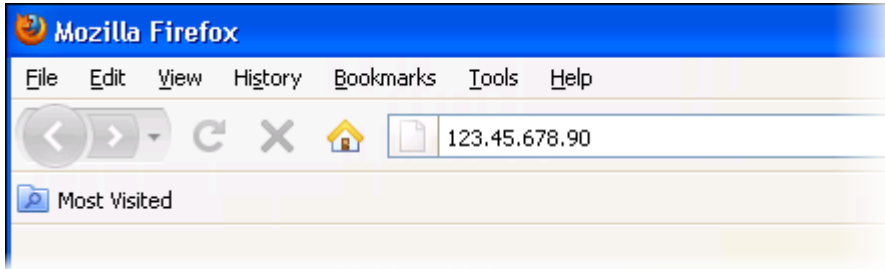 Mozilla Firefox
File Edit View History Bookmarks Tools Help
123.45.678.90
Most Visited